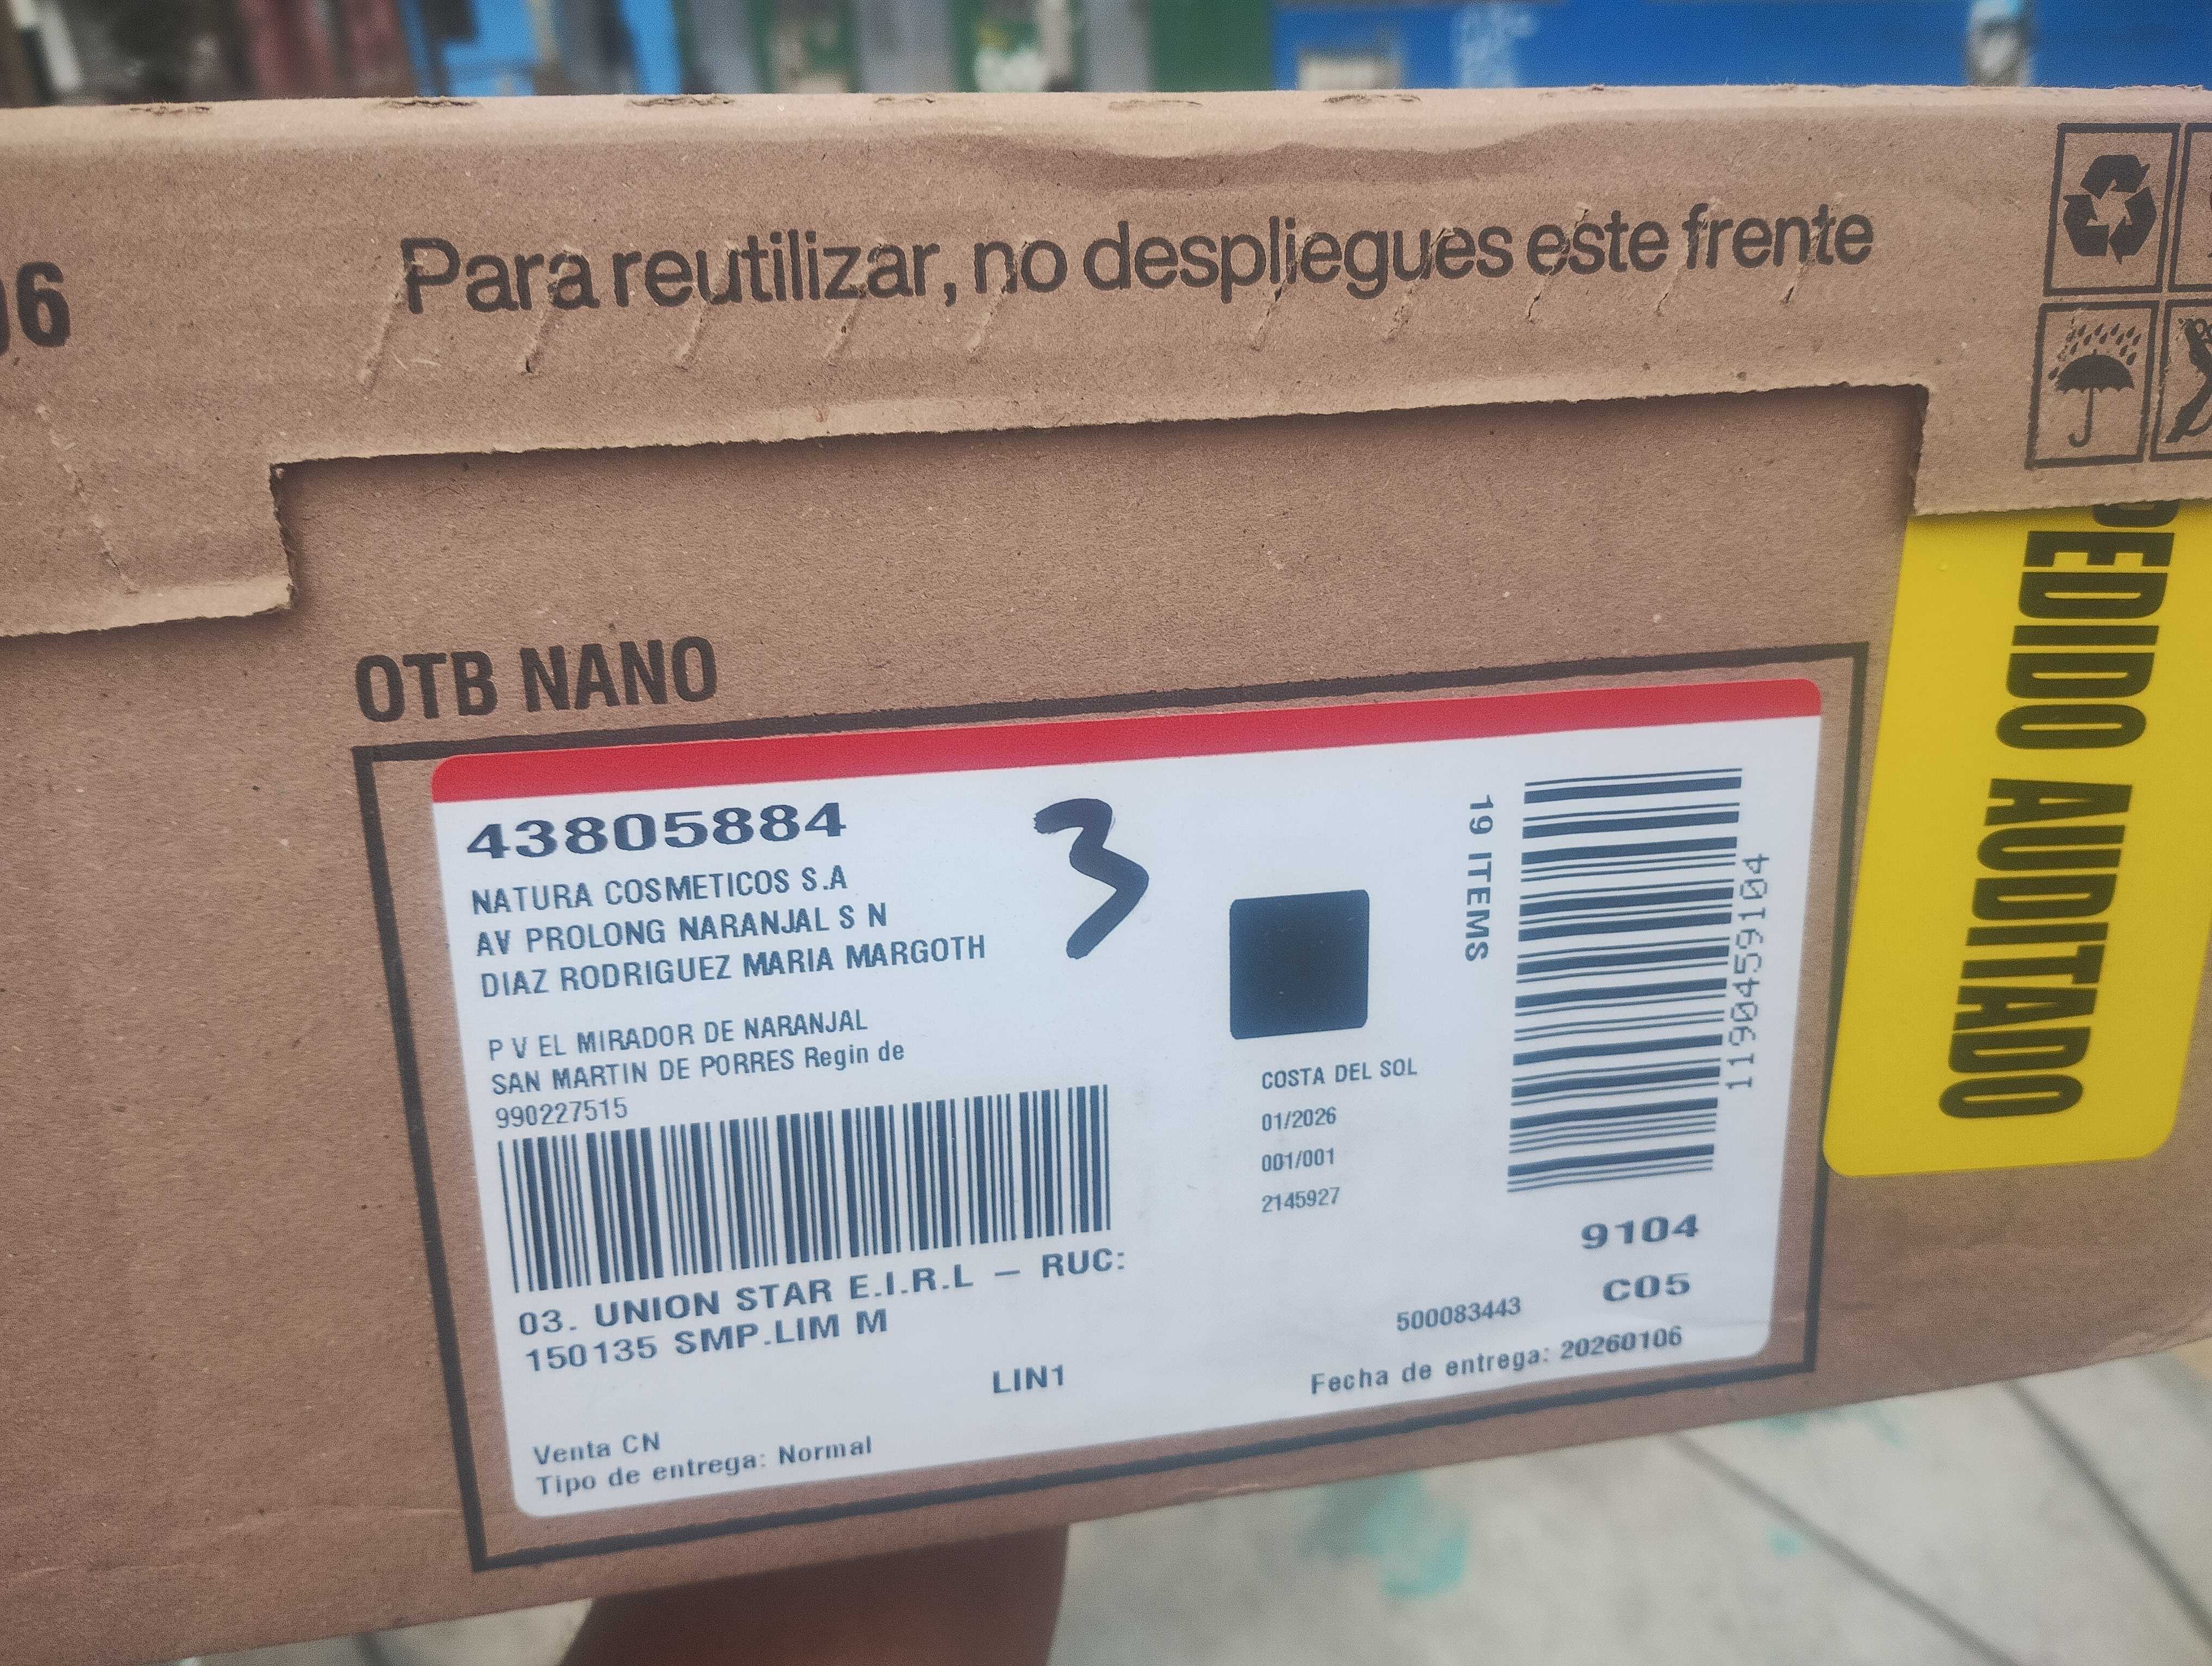 Para reutilizar, no despliegues este frente
OTB NANO
43805884
3
NATURA COSMETICOS S.A
AV PROLONG NARANJAL S N
DIAZ RODRIGUEZ MARIA MARGOTH
P V EL MIRADOR DE NARANJAL
SAN MARTIN DE PORRES Regin de
990227515
03. UNION STAR E.I.R.L – RUC:
150135 SMP.LIM M
LIN1
Venta CN
Tipo de entrega: Normal
COSTA DEL SOL
01/2026
001/001
2145927
19 ITEMS
1190459104
9104
C05
500083443
Fecha de entrega: 20260106
PEDIDO AUDITADO